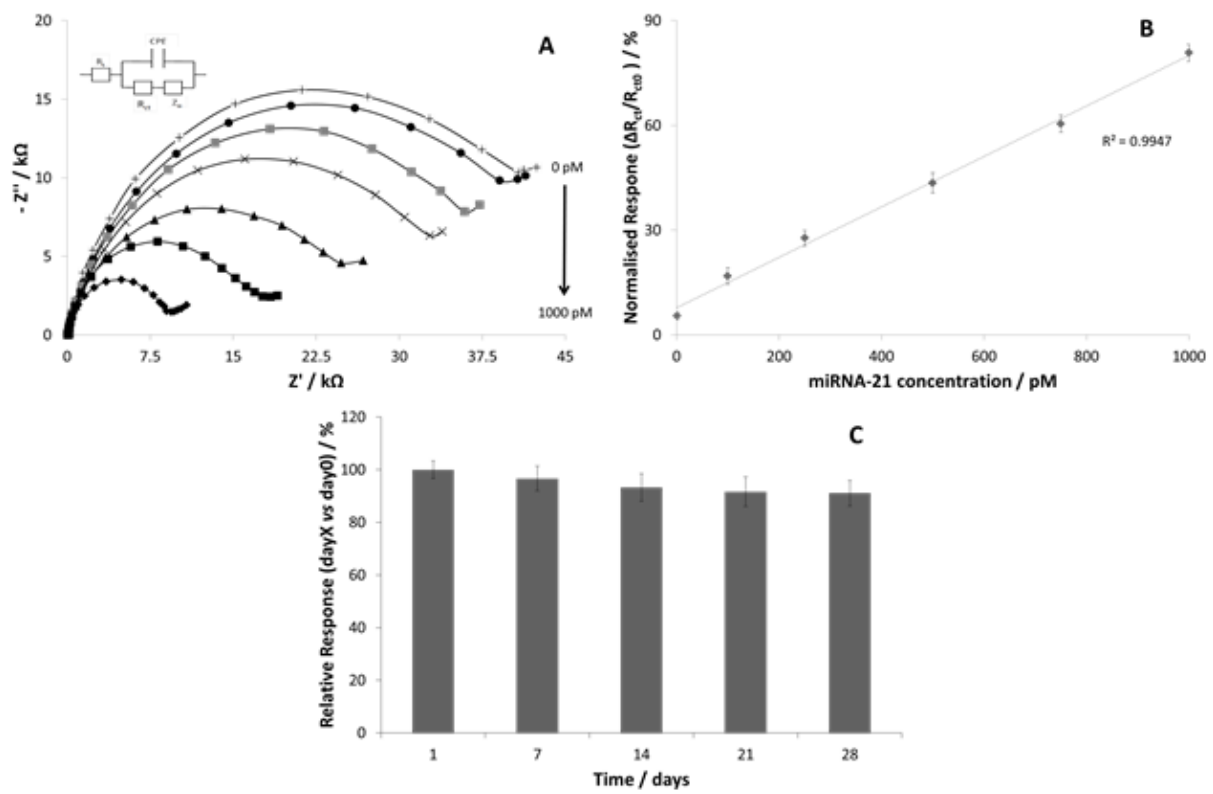 20
15
10
5
0
- Z'' / kΩ
CPE
Rct
A
0 pM
1000 pM
0 7.5 15 22.5 30 37.5 45
Z' / kΩ
90
60
30
0
Normalised Respone (ΔRct/Rct0 ) / %
B
R² = 0.9947
0 200 400 600 800 1000
miRNA-21 concentration / pM
120
100
80
60
40
20
0
Relative Response (dayX vs day0) / %
C
1 7 14 21 28
Time / days